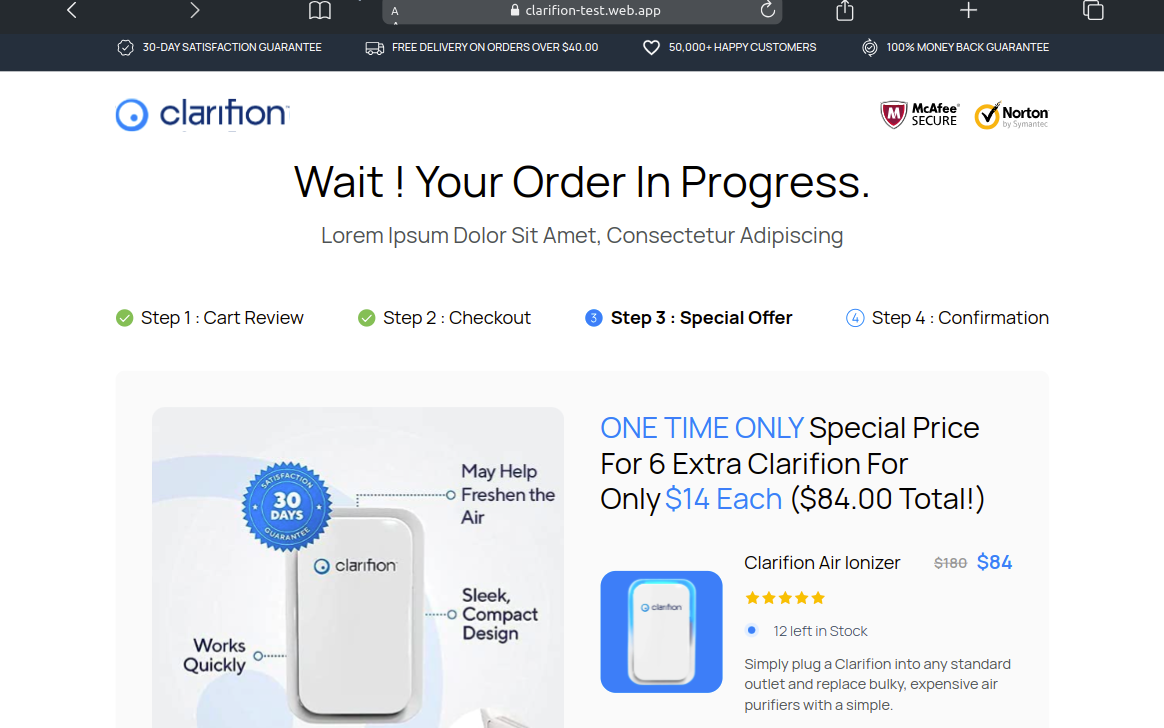 A
clarifion-test.web.app
30-DAY SATISFACTION GUARANTEE
FREE DELIVERY ON ORDERS OVER $40.00
50,000+ HAPPY CUSTOMERS
100% MONEY BACK GUARANTEE
clarifion™
McAfee®
SECURE
Norton
by Symantec
Wait ! Your Order In Progress.
Lorem Ipsum Dolor Sit Amet, Consectetur Adipiscing
Step 1 : Cart Review
Step 2 : Checkout
3 Step 3 : Special Offer
4 Step 4 : Confirmation
SATISFACTION
30
DAYS
GUARANTEE
May Help
Freshen the
Air
clarifion
Sleek,
Compact
Design
Works
Quickly
ONE TIME ONLY Special Price
For 6 Extra Clarifion For
Only $14 Each ($84.00 Total!)
clarifion
Clarifion Air Ionizer
$180 $84
12 left in Stock
Simply plug a Clarifion into any standard
outlet and replace bulky, expensive air
purifiers with a simple.